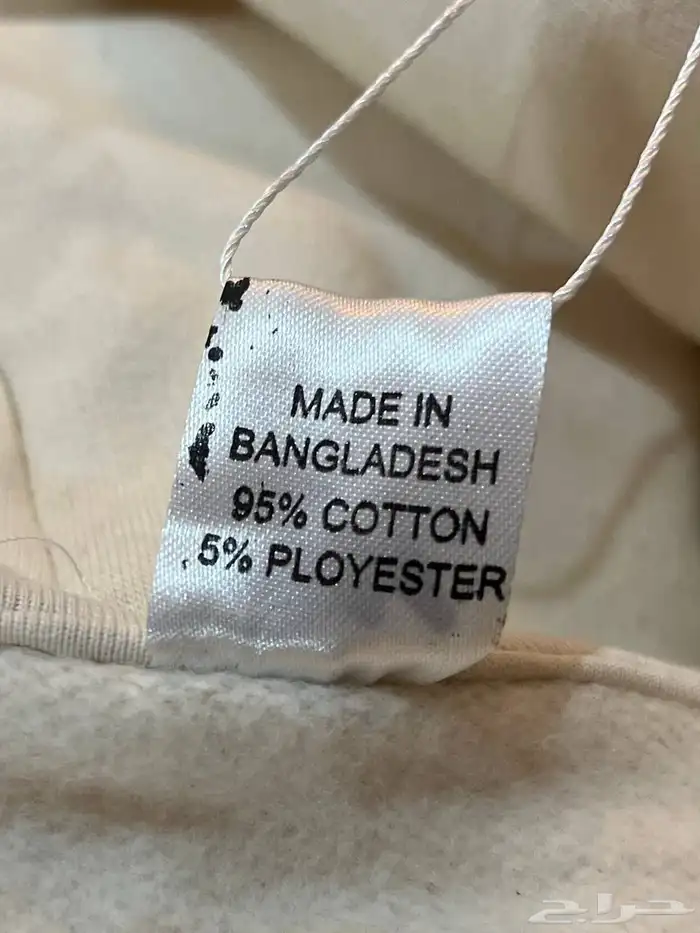 MADE IN
BANGLADESH
95% COTTON
5% PLOYESTER
حراج